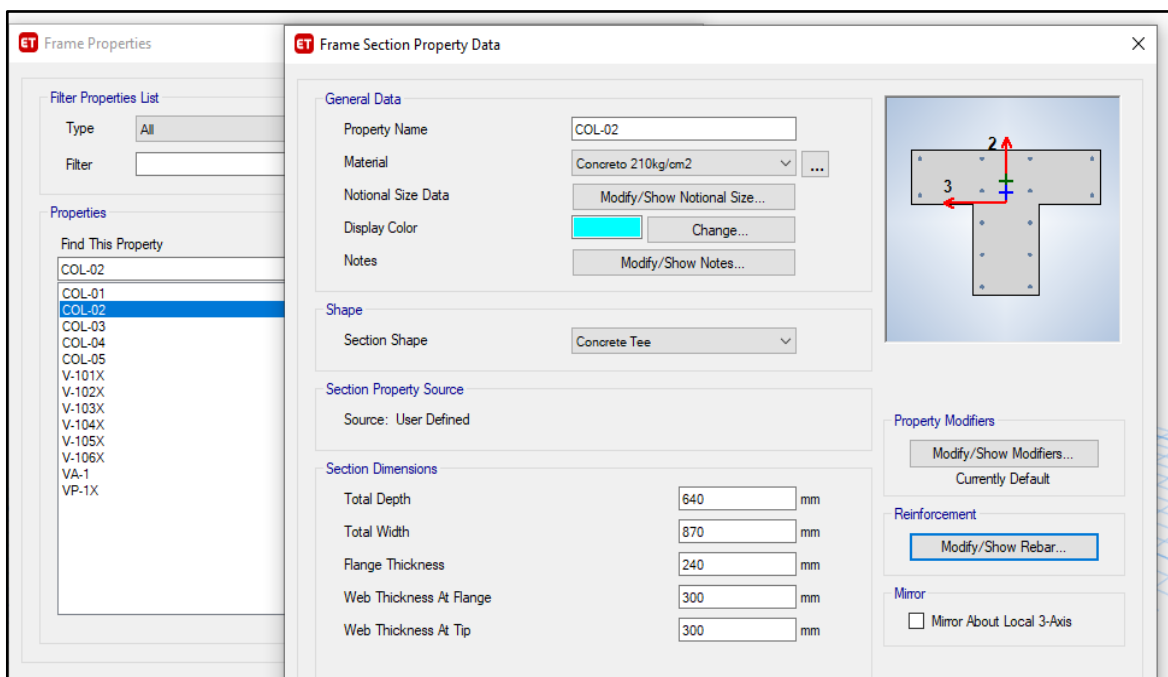 ET Frame Properties
Filter Properties List
Type All
Filter
Properties
Find This Property
COL-02
COL-01
COL-02
COL-03
COL-04
COL-05
V-101X
V-102X
V-103X
V-104X
V-105X
V-106X
VA-1
VP-1X
ET Frame Section Property Data
General Data
Property Name COL-02
Material Concreto 210kg/cm2 ...
Notional Size Data Modify/Show Notional Size...
Display Color Change...
Notes Modify/Show Notes...
Shape
Section Shape Concrete Tee
Section Property Source
Source: User Defined
Section Dimensions
Total Depth 640 mm
Total Width 870 mm
Flange Thickness 240 mm
Web Thickness At Flange 300 mm
Web Thickness At Tip 300 mm
2
3
Property Modifiers
Modify/Show Modifiers...
Currently Default
Reinforcement
Modify/Show Rebar...
Mirror
Mirror About Local 3-Axis